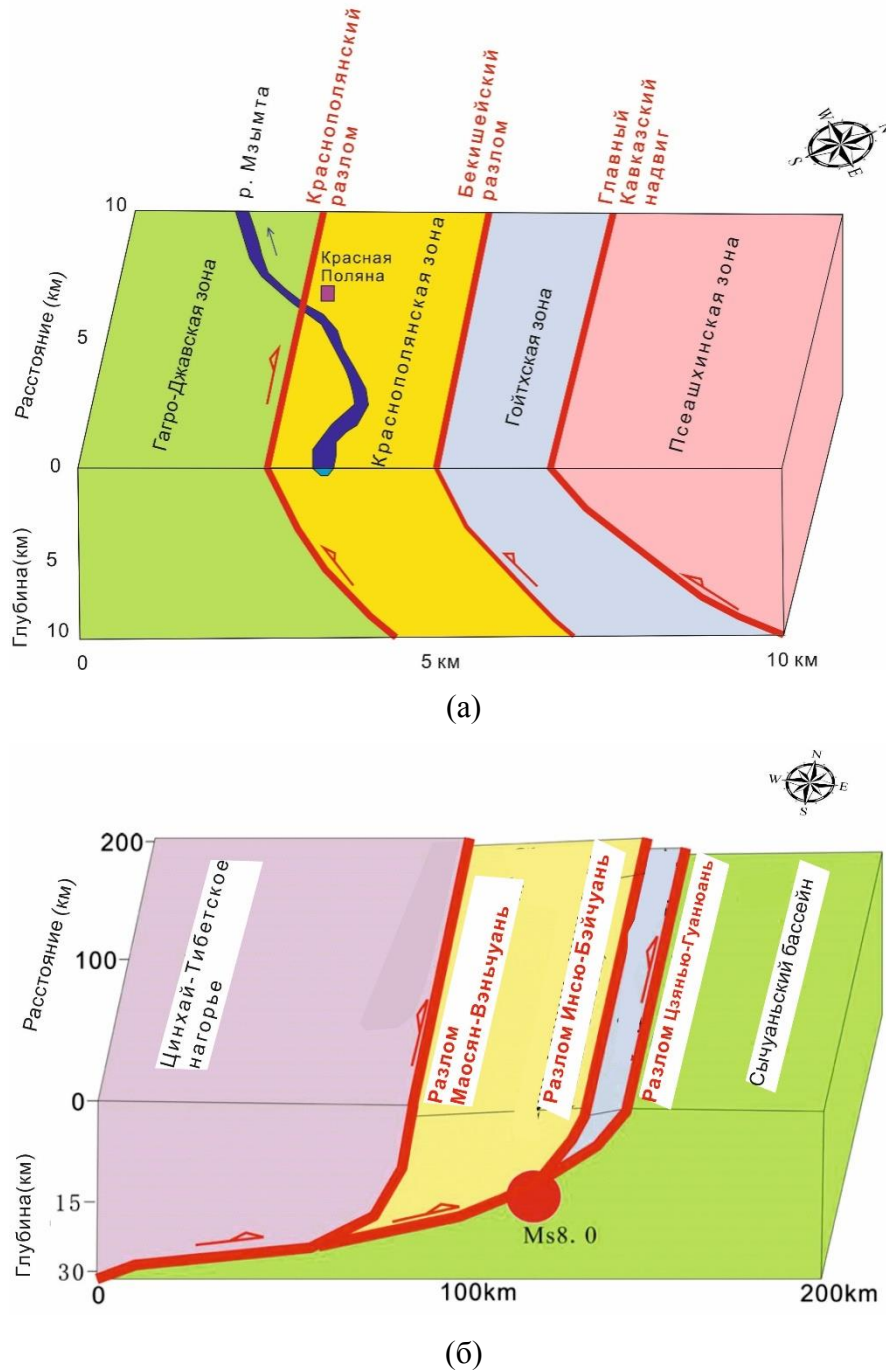 р. Мзымта
Краснополянский
разлом
Бекишейский
разлом
Главный
Кавказский
надвиг
W
N
S
E
10
5
0
Расстояние (км)
Гагро-Джавская зона
Красная
Поляна
Краснополянская зона
Гойтхская зона
Псеашхинская зона
5
10
Глубина(км)
0
5 км
10 км
(а)
N
W
E
S
200
100
0
Расстояние (км)
Цинхай-Тибетское
нагорье
Разлом
Маосян-Вэньчуань
Разлом Инсю-Бэйчуань
Разлом Цзянью-Гуанюань
Сычуаньский бассейн
15
30
Глубина(км)
Ms8. 0
0
100km
200km
(б)